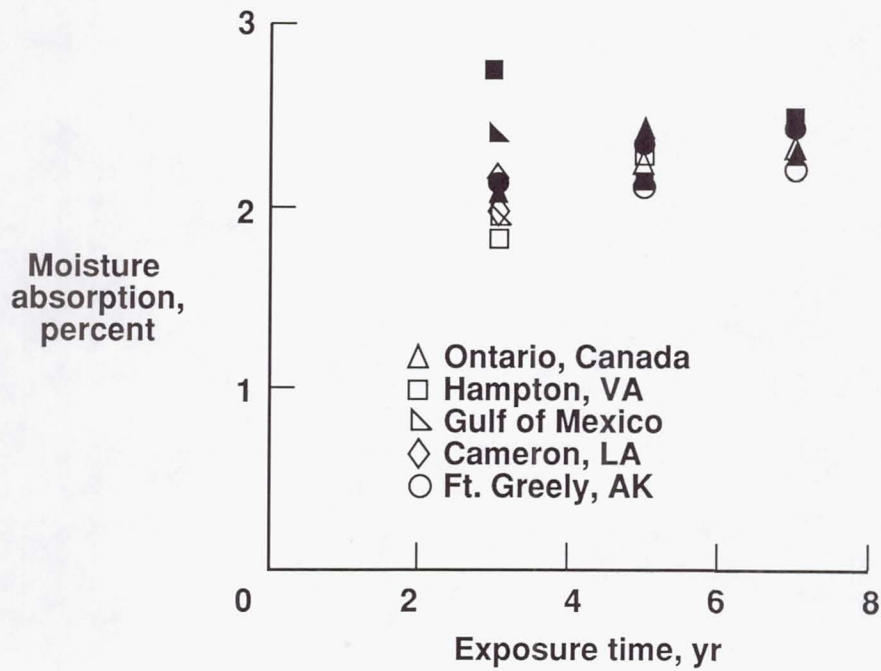 3
2
1
Moisture
absorption,
percent
Ontario, Canada
Hampton, VA
Gulf of Mexico
Cameron, LA
Ft. Greely, AK
0 2 4 6 8
Exposure time, yr